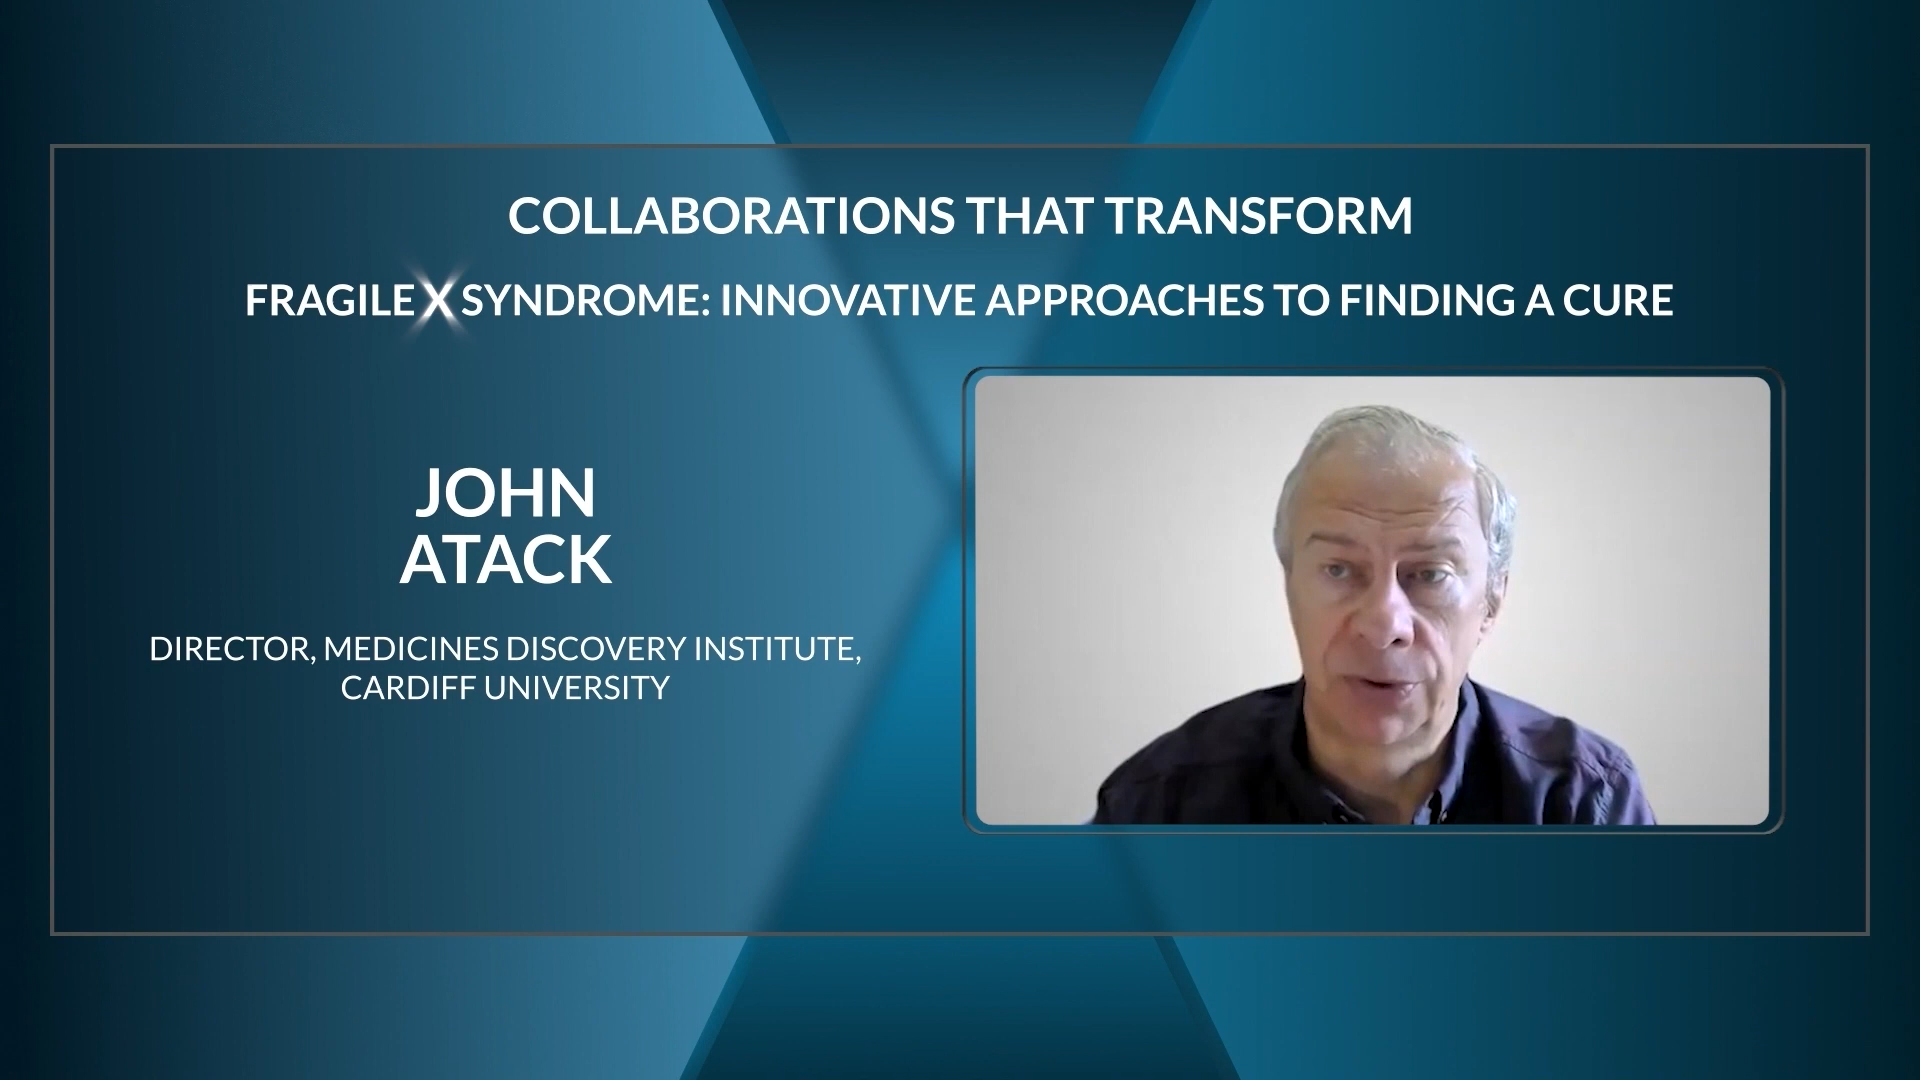 COLLABORATIONS THAT TRANSFORM
FRAGILE X SYNDROME: INNOVATIVE APPROACHES TO FINDING A CURE
JOHN
ATACK
DIRECTOR, MEDICINES DISCOVERY INSTITUTE,
CARDIFF UNIVERSITY